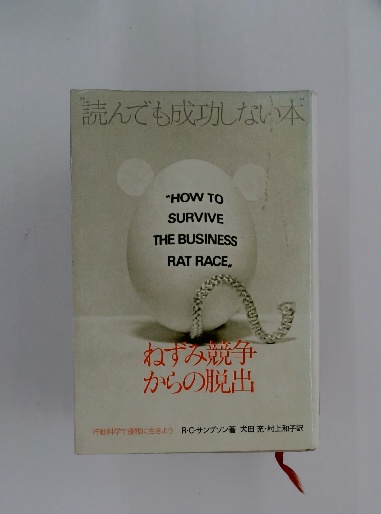 "読んでも成功しない本"
"HOW TO
SURVIVE
THE BUSINESS
RAT RACE„
ねずみ競争
からの脱出
行動科学で優雅に生きよう R・C・サンプソン著 犬田 充・村上和子訳